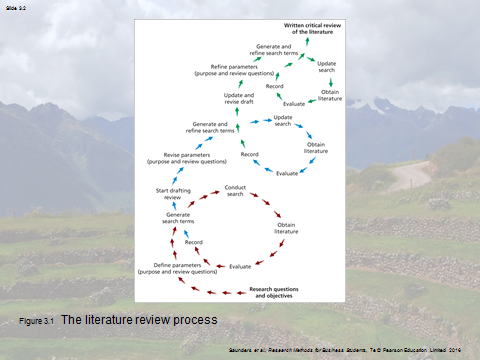 Slide 3.2
Written critical review
of the literature
Generate and
refine search terms
Update
search
Refine parameters
(purpose and review questions)
Record
Obtain
literature
Update and
revise draft
Evaluate
Generate and
refine search terms
Update
search
Obtain
literature
Record
Revise parameters
(purpose and review questions)
Evaluate
Start drafting
review
Conduct
search
Generate
search terms
Obtain
literature
Record
Define parameters
(purpose and review questions)
Evaluate
Research questions
and objectives
Figure 3.1 The literature review process
Saunders et al, Research Methods for Business Students, 7e © Pearson Education Limited 2016